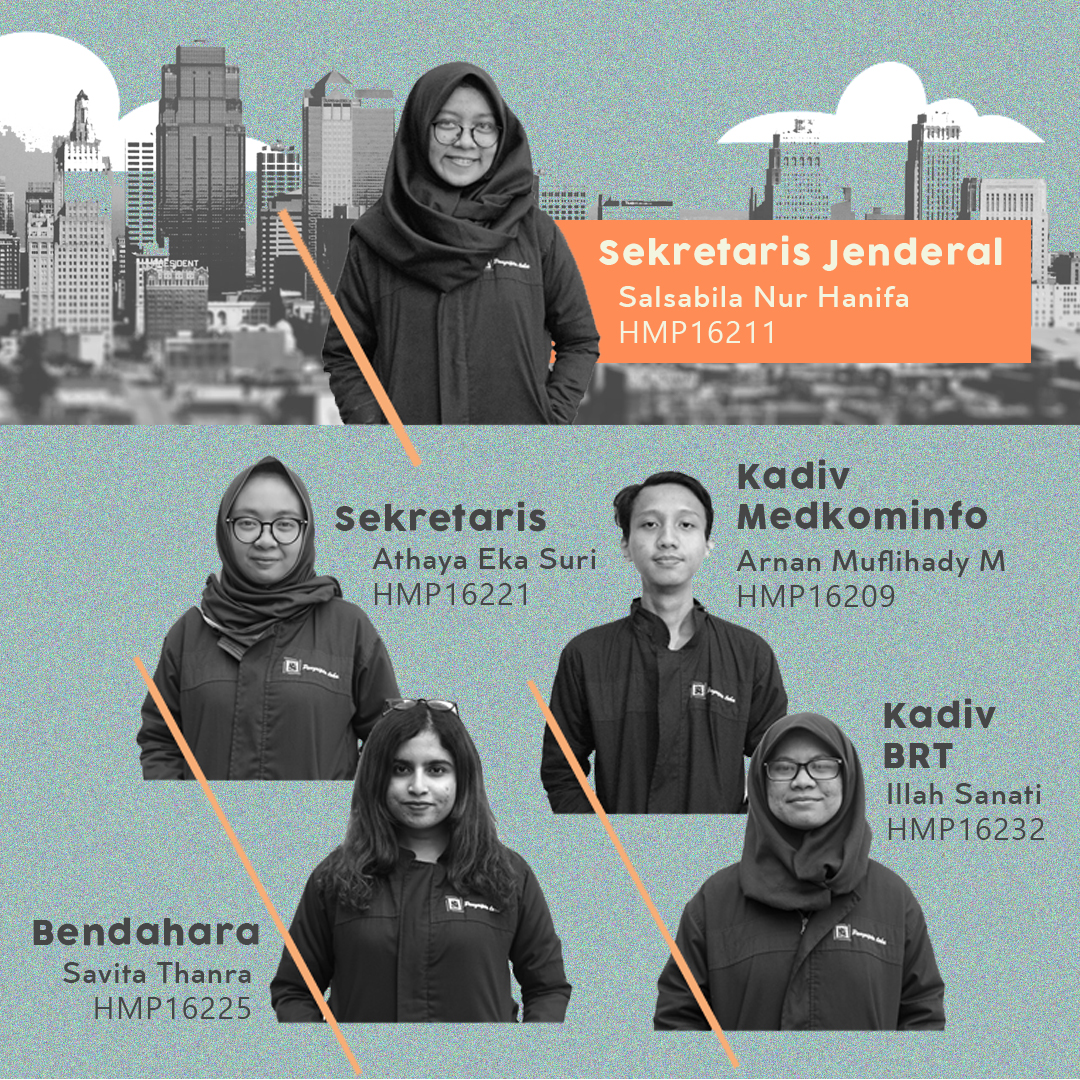 Sekretaris Jenderal
Salsabila Nur Hanifa
HMP16211
Sekretaris
Athaya Eka Suri
HMP16221
Kadiv
Medkominfo
Arnan Muflihady M
HMP16209
Kadiv
BRT
Illah Sanati
HMP16232
Bendahara
Savita Thanra
HMP16225